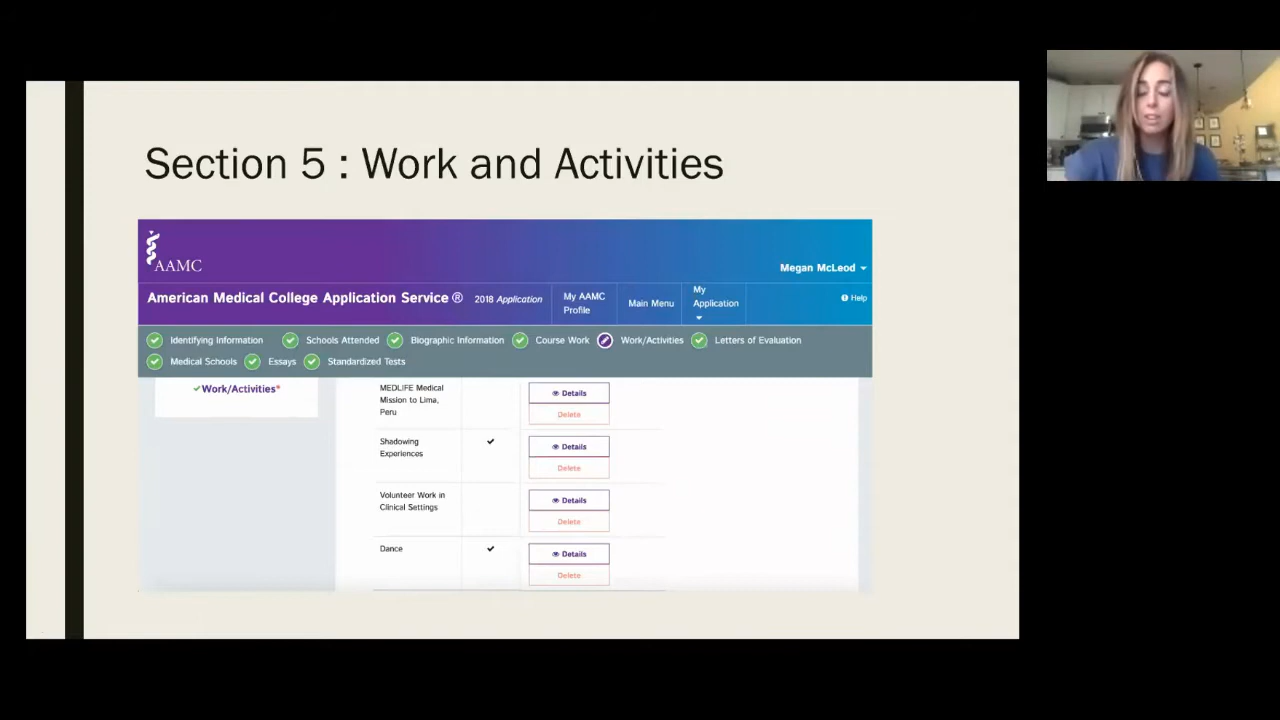 Section 5 : Work and Activities
AAMC
Megan McLeod
American Medical College Application Service ®
2018 Application
My AAMC
Profile
Main Menu
My
Application
Help
Identifying Information
Schools Attended
Biographic Information
Course Work
Work/Activities
Letters of Evaluation
Medical Schools
Essays
Standardized Tests
Work/Activities*
MEDLIFE Medical
Mission to Lima,
Peru
Details
Delete
Shadowing
Experiences
Details
Delete
Volunteer Work in
Clinical Settings
Details
Delete
Dance
Details
Delete